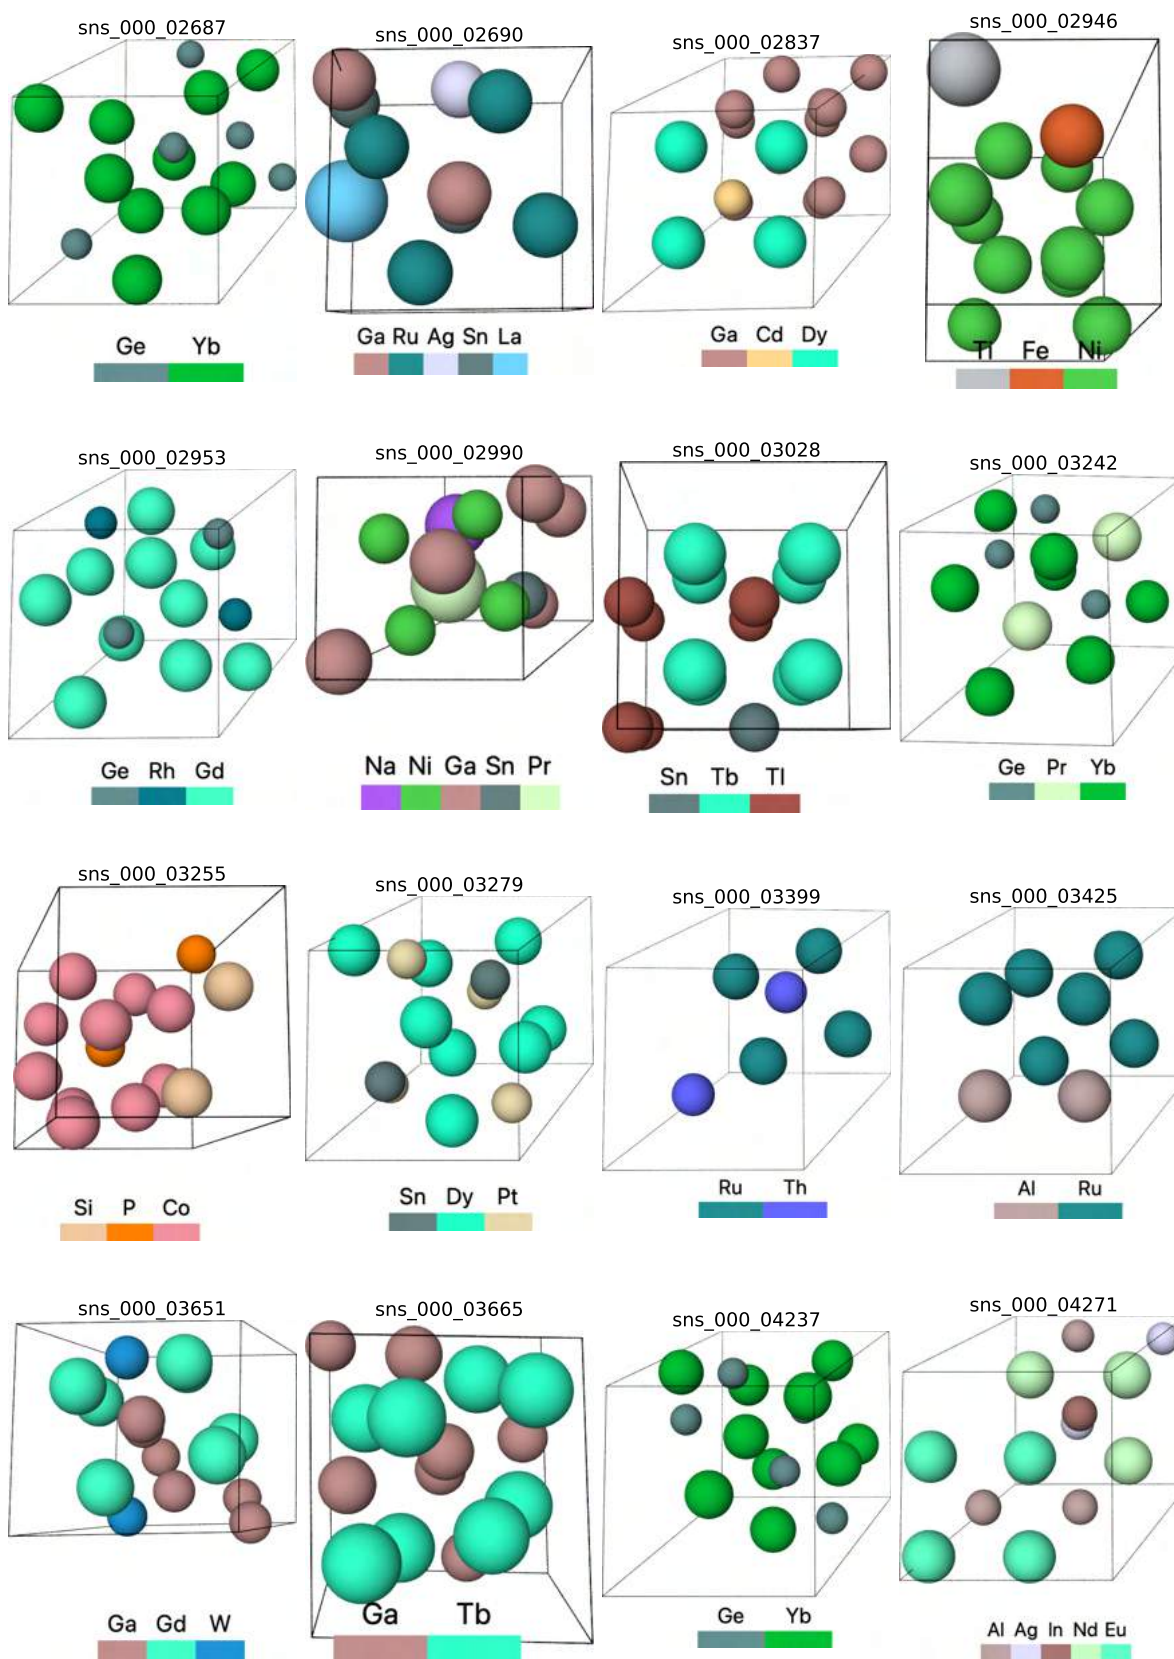 sns_000_02687
sns_000_02690
sns_000_02837
sns_000_02946
Ge Yb
Ga Ru Ag Sn La
Ga Cd Dy
Ti Fe Ni
sns_000_02953
sns_000_02990
sns_000_03028
sns_000_03242
Ge Rh Gd
Na Ni Ga Sn Pr
Sn Tb Tl
Ge Pr Yb
sns_000_03255
sns_000_03279
sns_000_03399
sns_000_03425
Si P Co
Sn Dy Pt
Ru Th
Al Ru
sns_000_03651
sns_000_03665
sns_000_04237
sns_000_04271
Ga Gd W
Ga Tb
Ge Yb
Al Ag In Nd Eu